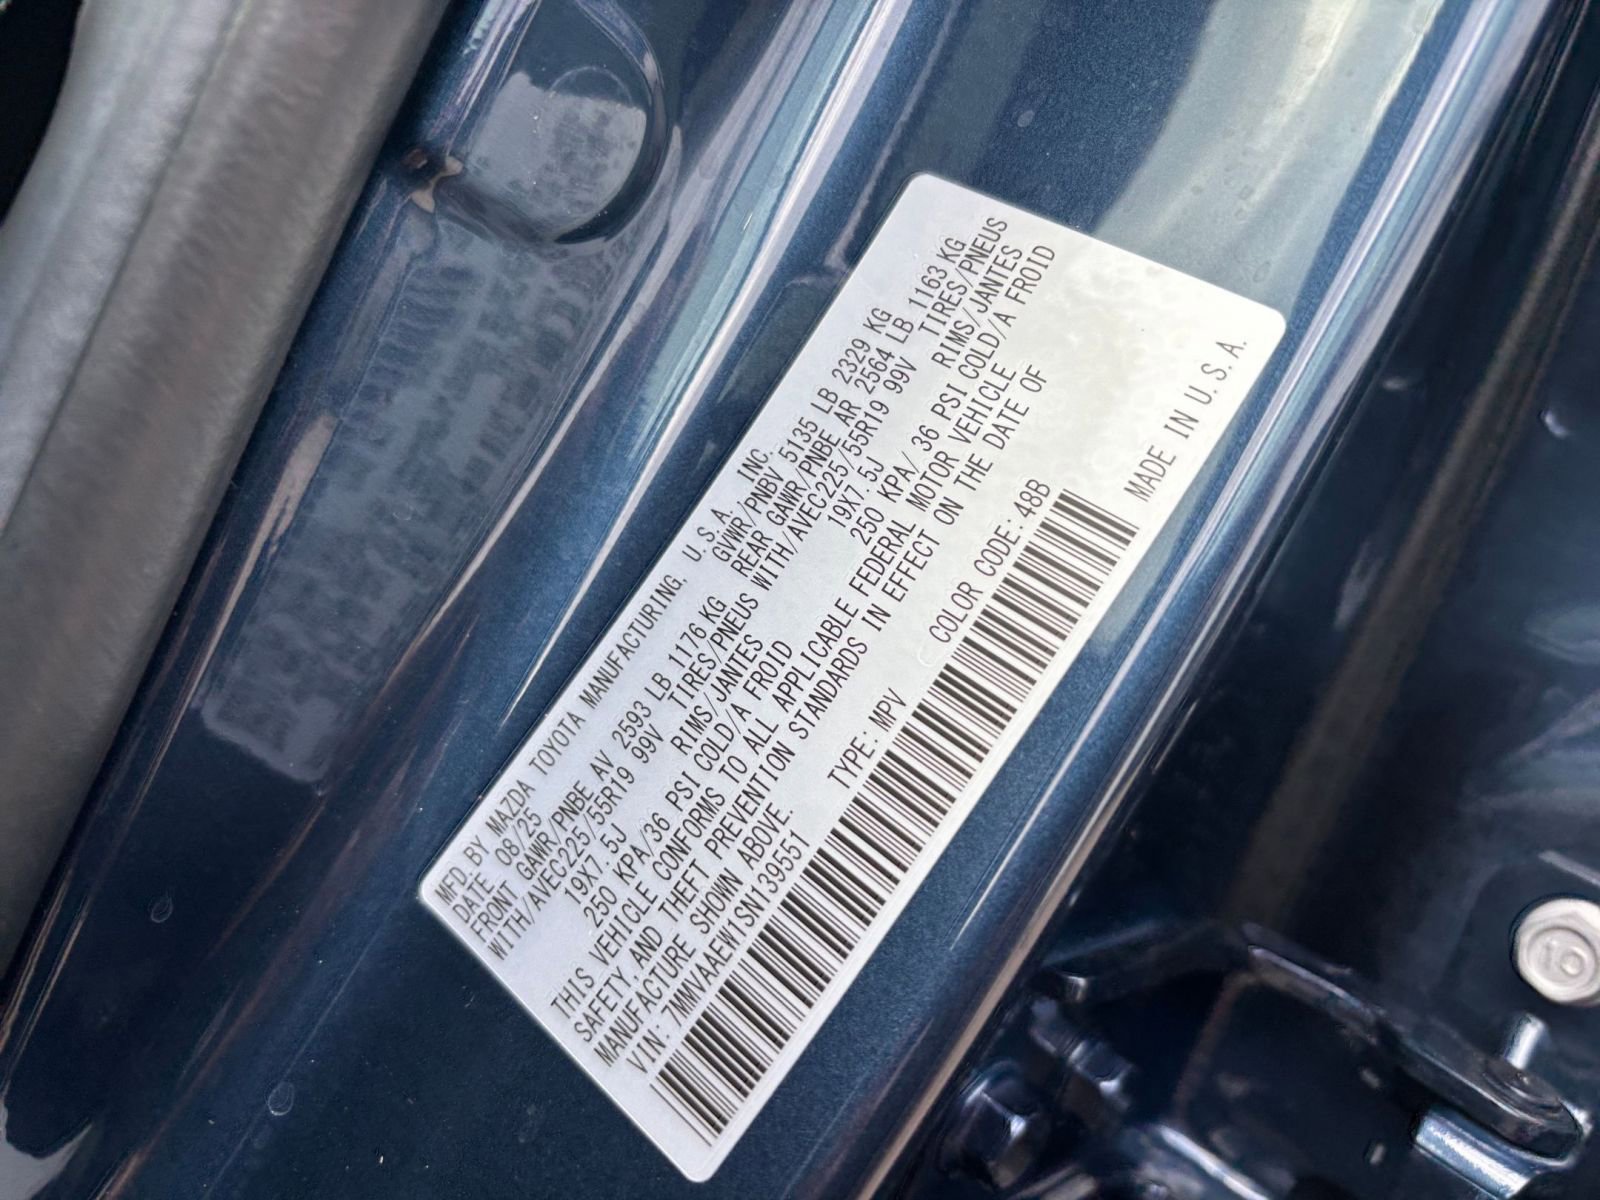 MFD. BY MAZDA TOYOTA MANUFACTURING, U.S.A., INC.
DATE 08/25 GVWR/PNBV 5135 LB 2329 KG
FRONT GAWR/PNBE AV 2593 LB 1176 KG REAR GAWR/PNBE AR 2564 LB 1163 KG
WITH/AVEC225/55R19 99V TIRES/PNEUS WITH/AVEC225/55R19 99V TIRES/PNEUS
19X7.5J RIMS/JANTES 19X7.5J RIMS/JANTES
250 KPA/36 PSI COLD/A FROID 250 KPA/ 36 PSI COLD/A FROID
THIS VEHICLE CONFORMS TO ALL APPLICABLE FEDERAL MOTOR VEHICLE
SAFETY AND THEFT PREVENTION STANDARDS IN EFFECT ON THE DATE OF
MANUFACTURE SHOWN ABOVE.
VIN: 7MMVAAEW1SN139551 TYPE: MPV COLOR CODE: 48B
MADE IN U.S.A.
10